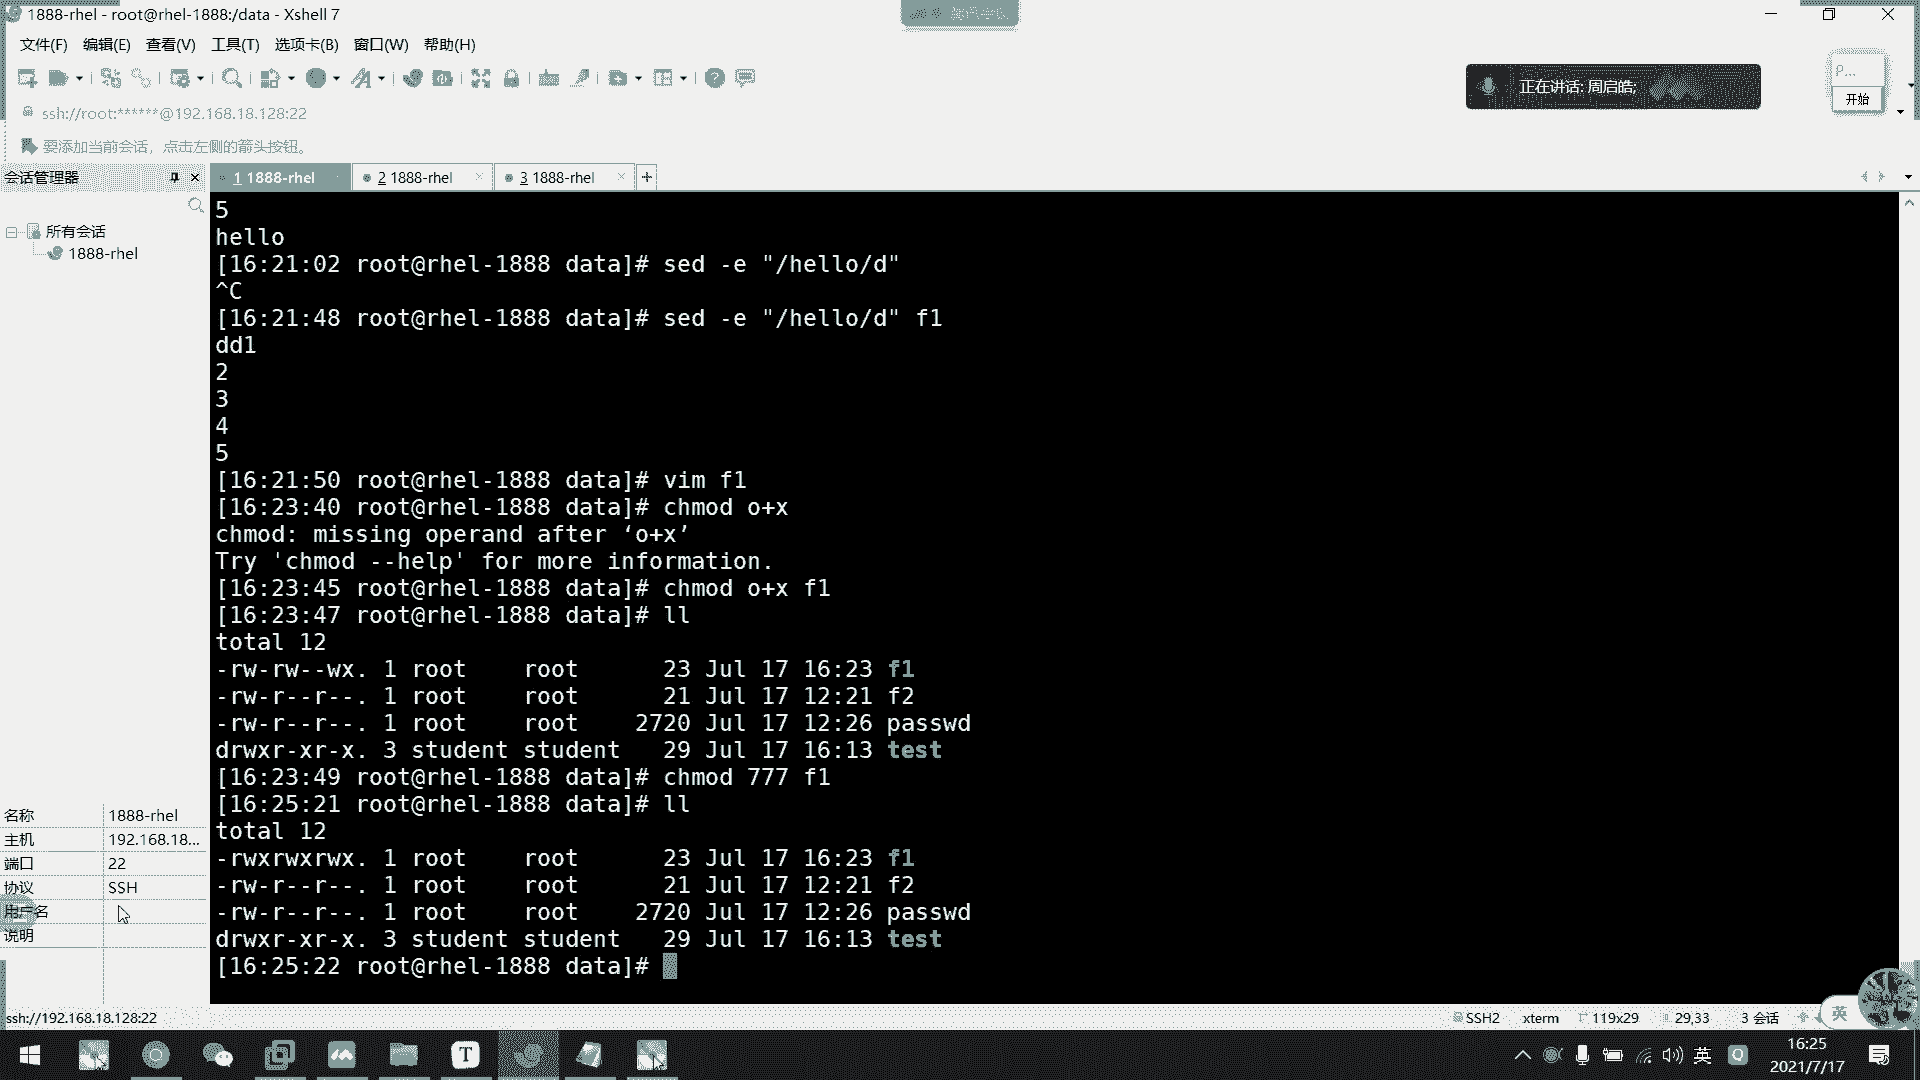 1888-rhel - root@rhel-1888:/data - Xshell 7
文件(F) 编辑(E) 查看(V) 工具(T) 选项卡(B) 窗口(W) 帮助(H)
正在讲话: 周启皓;
P...
开始
ssh://root:******@192.168.18.128:22
要添加当前会话，点击左侧的箭头按钮。
会话管理器
1 1888-rhel
2 1888-rhel
3 1888-rhel
所有会话
1888-rhel
5
hello
[16:21:02 root@rhel-1888 data]# sed -e "/hello/d"
^C
[16:21:48 root@rhel-1888 data]# sed -e "/hello/d" f1
dd1
2
3
4
5
[16:21:50 root@rhel-1888 data]# vim f1
[16:23:40 root@rhel-1888 data]# chmod o+x
chmod: missing operand after ‘o+x’
Try 'chmod --help' for more information.
[16:23:45 root@rhel-1888 data]# chmod o+x f1
[16:23:47 root@rhel-1888 data]# ll
total 12
-rw-rw--wx. 1 root    root      23 Jul 17 16:23 f1
-rw-r--r--. 1 root    root      21 Jul 17 12:21 f2
-rw-r--r--. 1 root    root    2720 Jul 17 12:26 passwd
drwxr-xr-x. 3 student student   29 Jul 17 16:13 test
[16:23:49 root@rhel-1888 data]# chmod 777 f1
[16:25:21 root@rhel-1888 data]# ll
total 12
-rwxrwxrwx. 1 root    root      23 Jul 17 16:23 f1
-rw-r--r--. 1 root    root      21 Jul 17 12:21 f2
-rw-r--r--. 1 root    root    2720 Jul 17 12:26 passwd
drwxr-xr-x. 3 student student   29 Jul 17 16:13 test
[16:25:22 root@rhel-1888 data]#
名称 1888-rhel
主机 192.168.18...
端口 22
协议 SSH
用户名
说明
ssh://192.168.18.128:22
SSH2 xterm 119x29 29,33 3 会话
英
英
16:25
2021/7/17